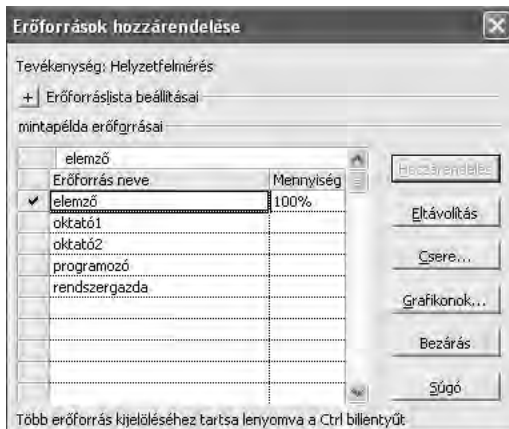 Erőforrások hozzárendelése
Tevékenység: Helyzetfelmérés
+ Erőforráslista beállításai
mintapélda erőforrásai
elemző
Erőforrás neve Mennyiség
elemző 100%
oktató1
oktató2
programozó
rendszergazda
Hozzárendelés
Eltávolítás
Csere...
Grafikonok...
Bezárás
Súgó
Több erőforrás kijelöléséhez tartsa lenyomva a Ctrl billentyűt